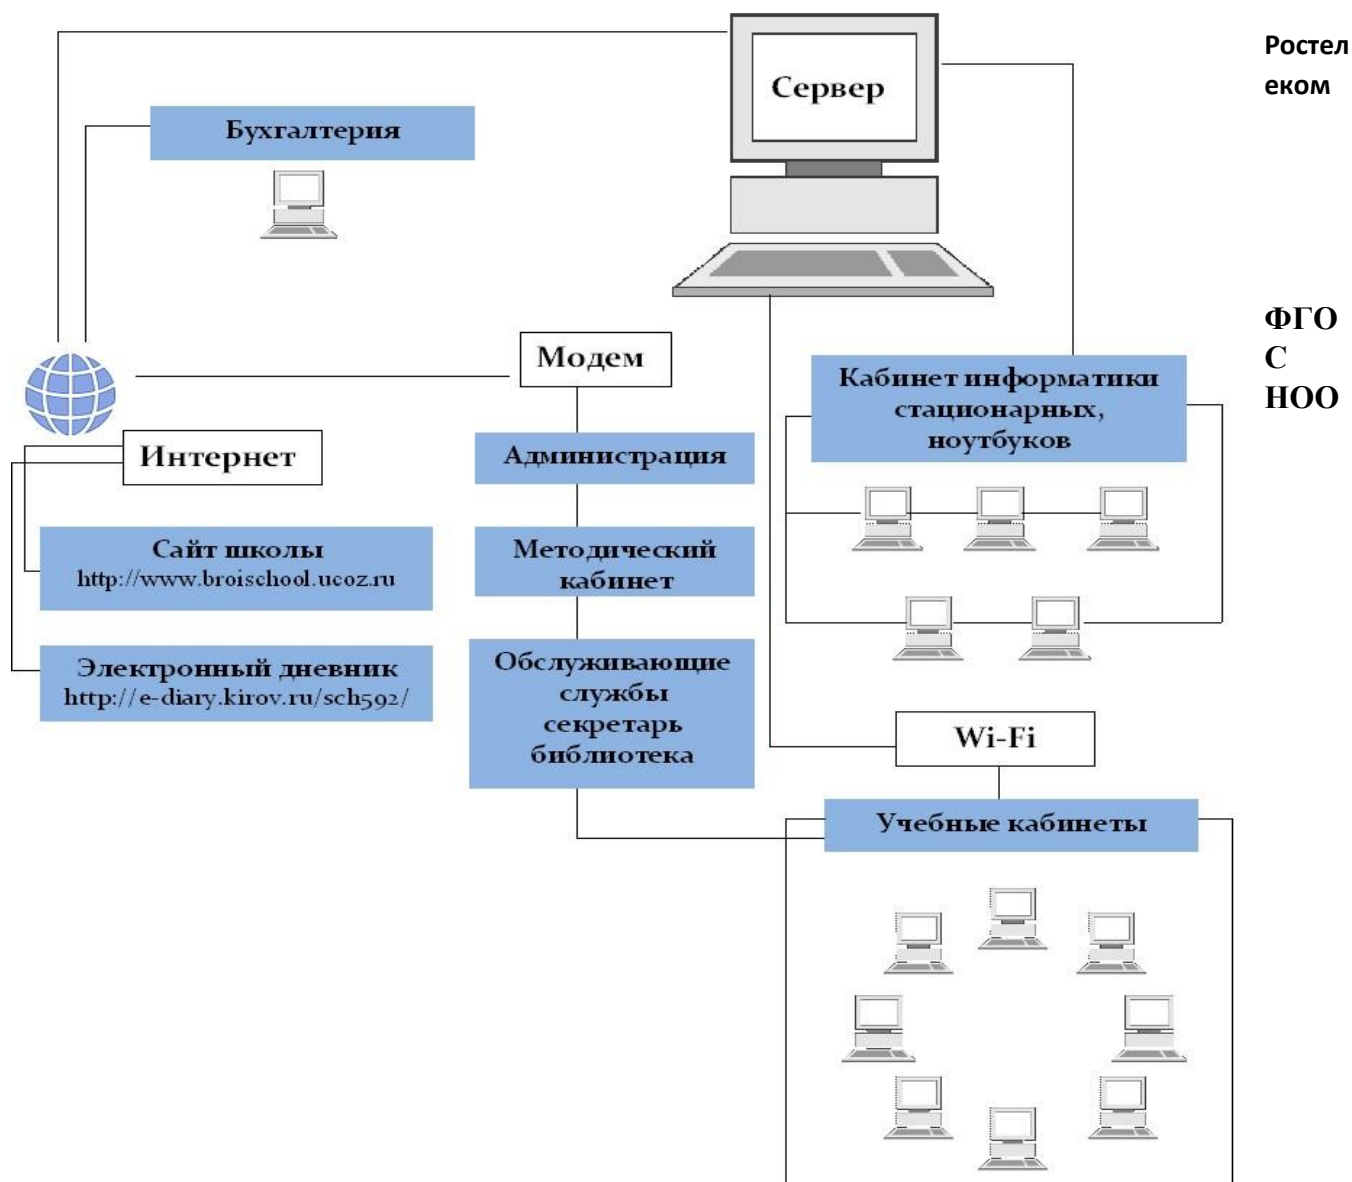 Ростел
еком
Сервер
Бухгалтерия
ФГО
С
НОО
Модем
Кабинет информатики
стационарных,
ноутбуков
Интернет
Администрация
Сайт школы
http://www.broischool.ucoz.ru
Методический
кабинет
Электронный дневник
http://e-diary.kirov.ru/sch592/
Обслуживающие
службы
секретарь
библиотека
Wi-Fi
Учебные кабинеты